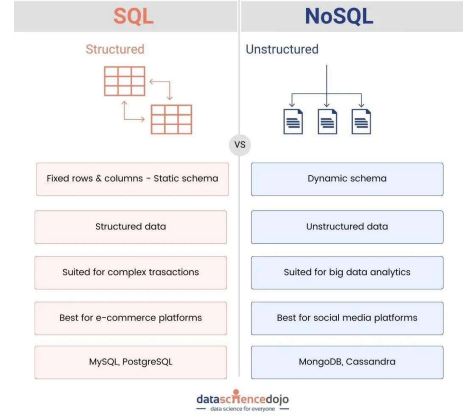 SQL
NoSQL
Structured
Unstructured
VS
Fixed rows & columns - Static schema
Dynamic schema
Structured data
Unstructured data
Suited for complex trasactions
Suited for big data analytics
Best for e-commerce platforms
Best for social media platforms
MySQL, PostgreSQL
MongoDB, Cassandra
datasciencedojo
data science for everyone